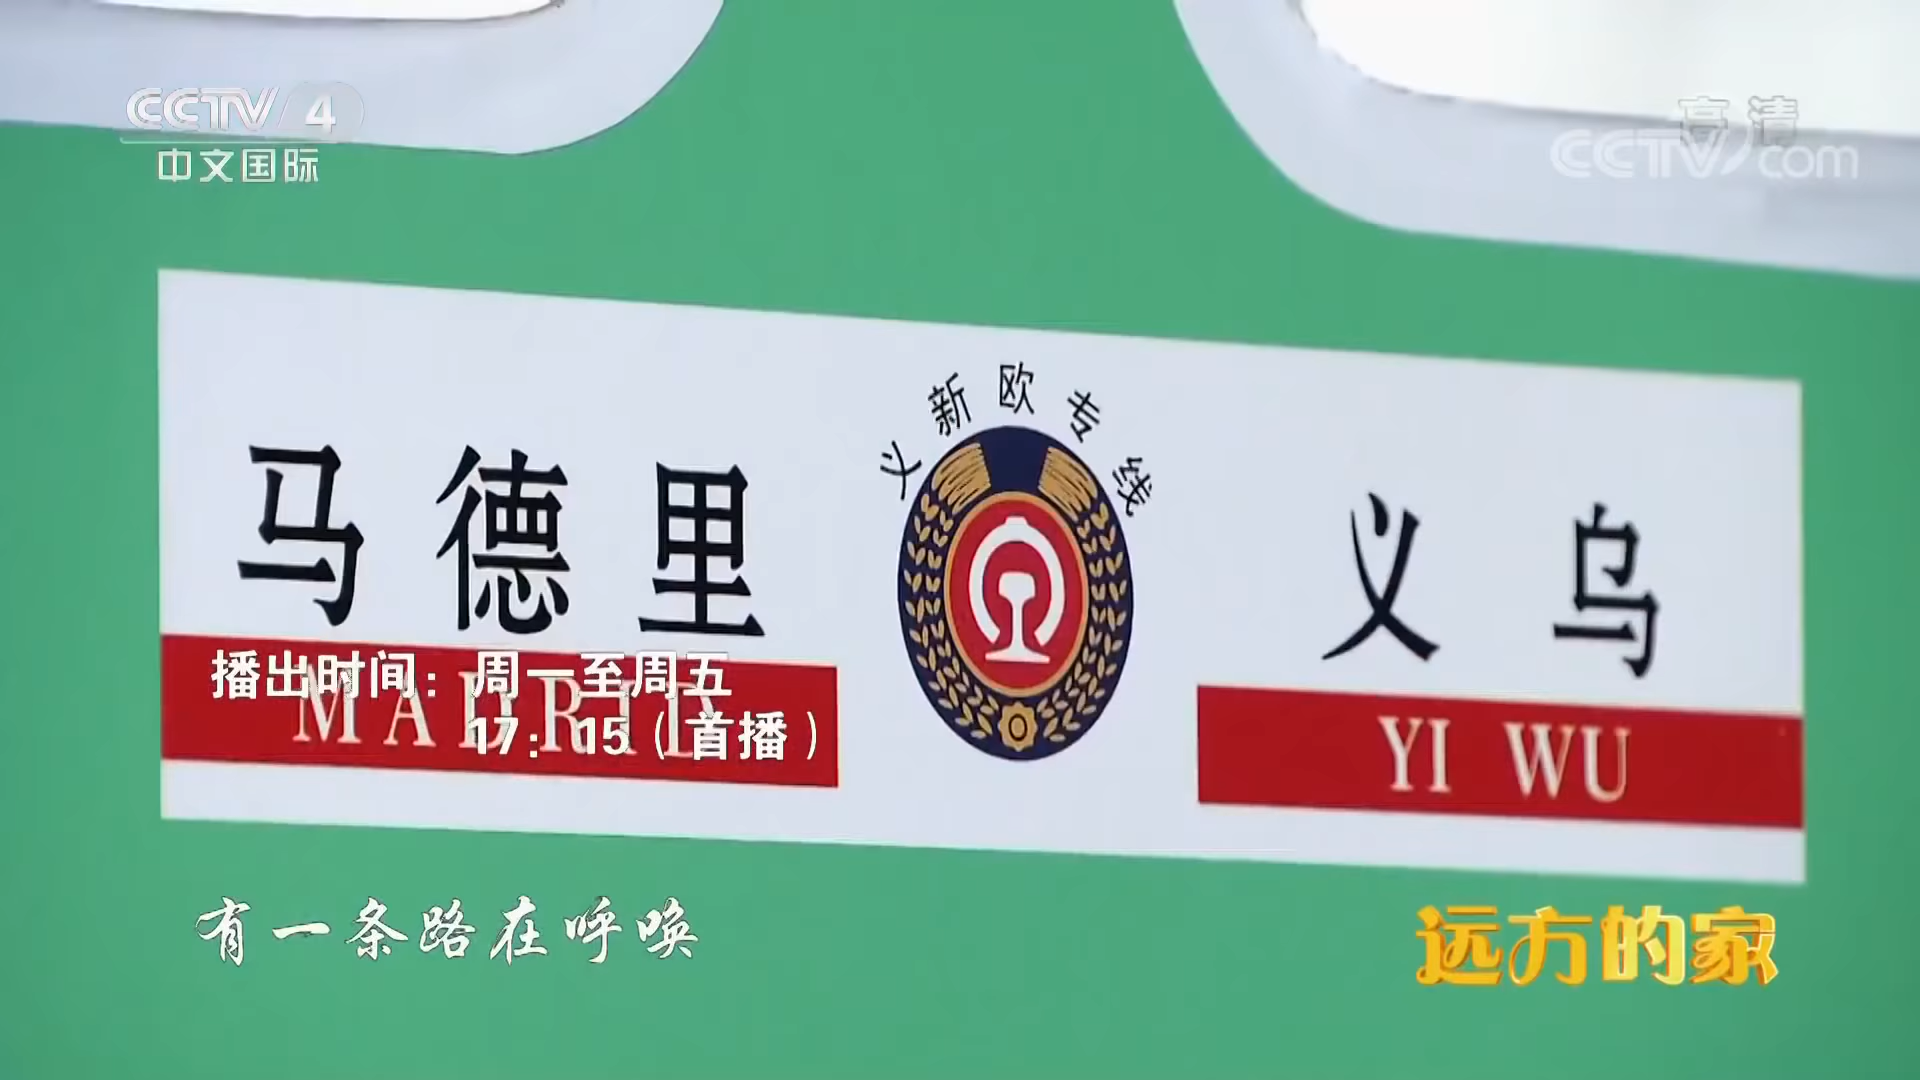 CCTV 4
中文国际
高清
CCTV.com
义新欧专线
马德里
义乌
MADRID
YI WU
播出时间：周一至周五
17：15（首播）
有一条路在呼唤
远方的家